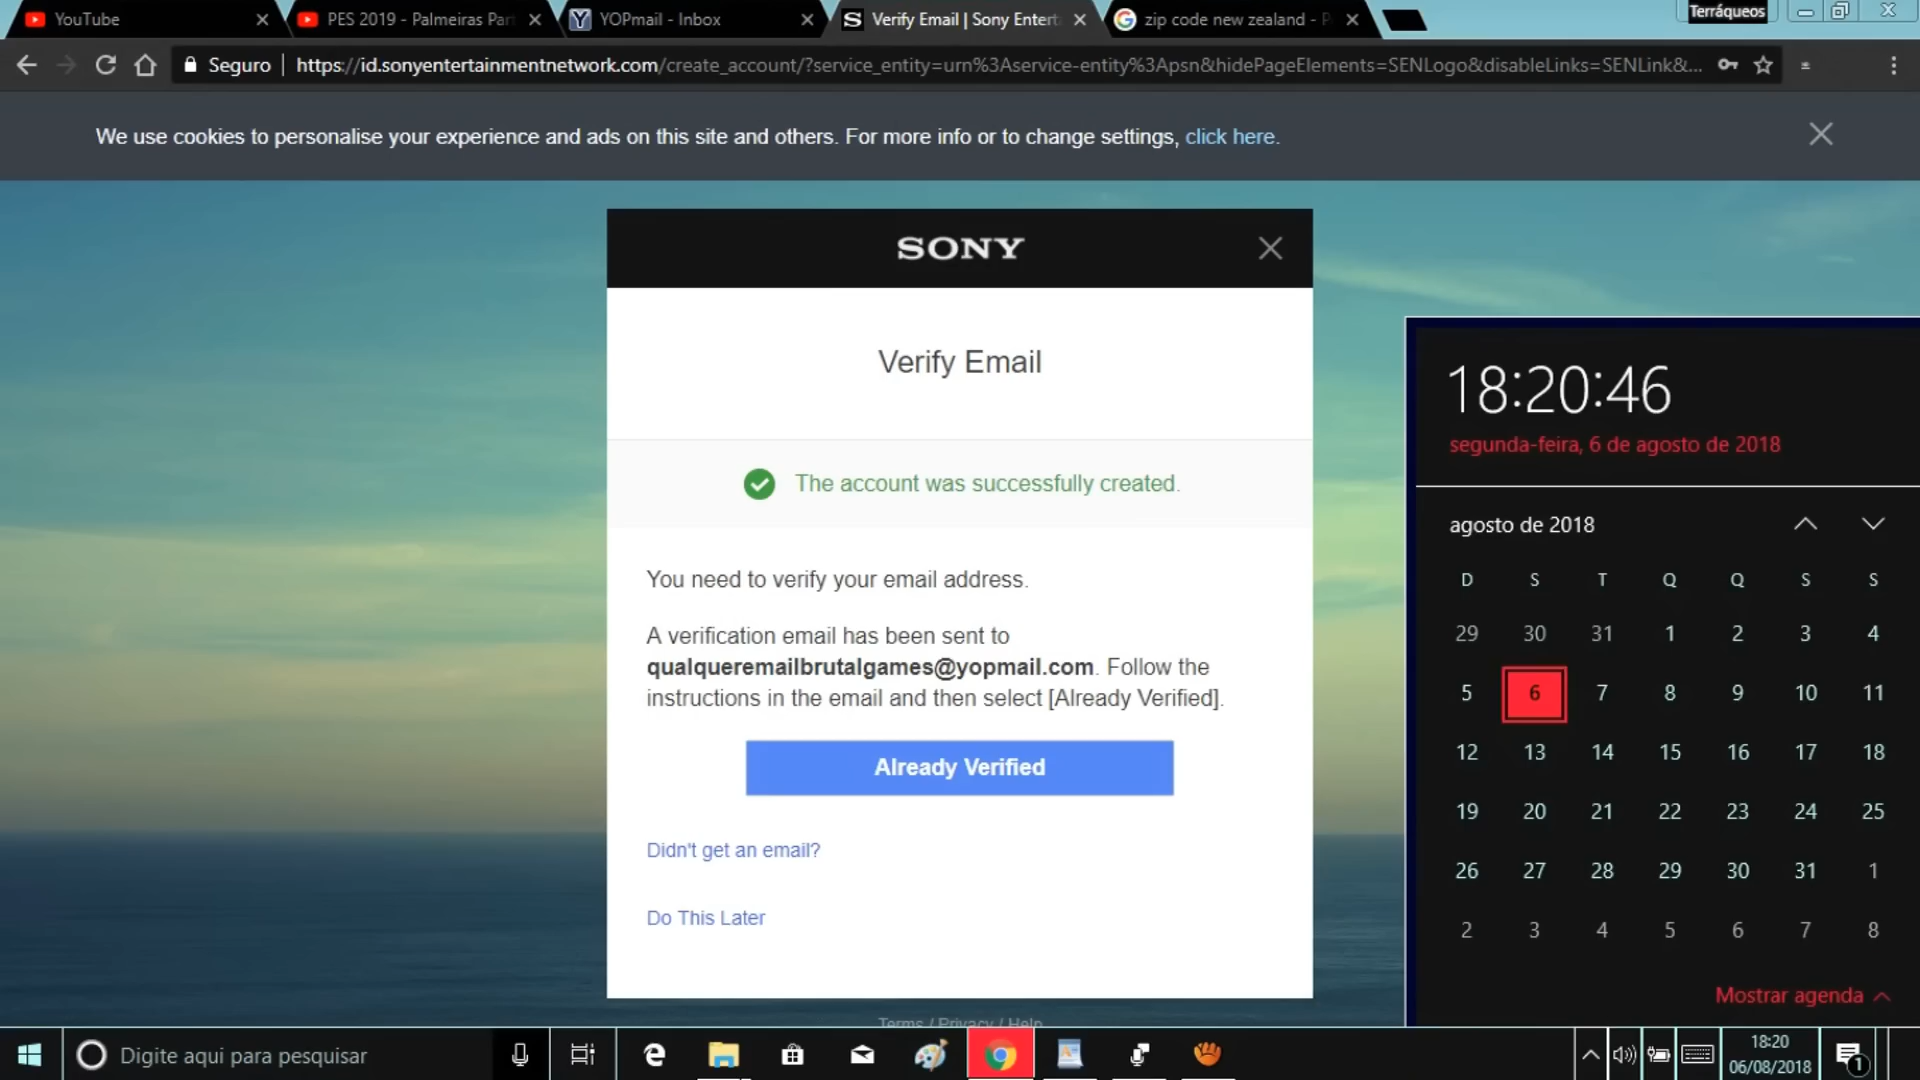 YouTube
PES 2019 - Palmeiras Par
YOPmail - Inbox
Verify Email | Sony Entert
zip code new zealand - P
Terráqueos
Seguro
https://id.sonyentertainmentnetwork.com/create_account/?service_entity=urn%3Aservice-entity%3Apsn&hidePageElements=SENLogo&disableLinks=SENLink&...
We use cookies to personalise your experience and ads on this site and others. For more info or to change settings, click here.
SONY
Verify Email
The account was successfully created.
You need to verify your email address.
A verification email has been sent to
qualqueremailbrutalgames@yopmail.com. Follow the
instructions in the email and then select [Already Verified].
Already Verified
Didn't get an email?
Do This Later
Terms / Privacy / Help
18:20:46
segunda-feira, 6 de agosto de 2018
agosto de 2018
D S T Q Q S S
29 30 31 1 2 3 4
5 6 7 8 9 10 11
12 13 14 15 16 17 18
19 20 21 22 23 24 25
26 27 28 29 30 31 1
2 3 4 5 6 7 8
Mostrar agenda
Digite aqui para pesquisar
18:20
06/08/2018
1